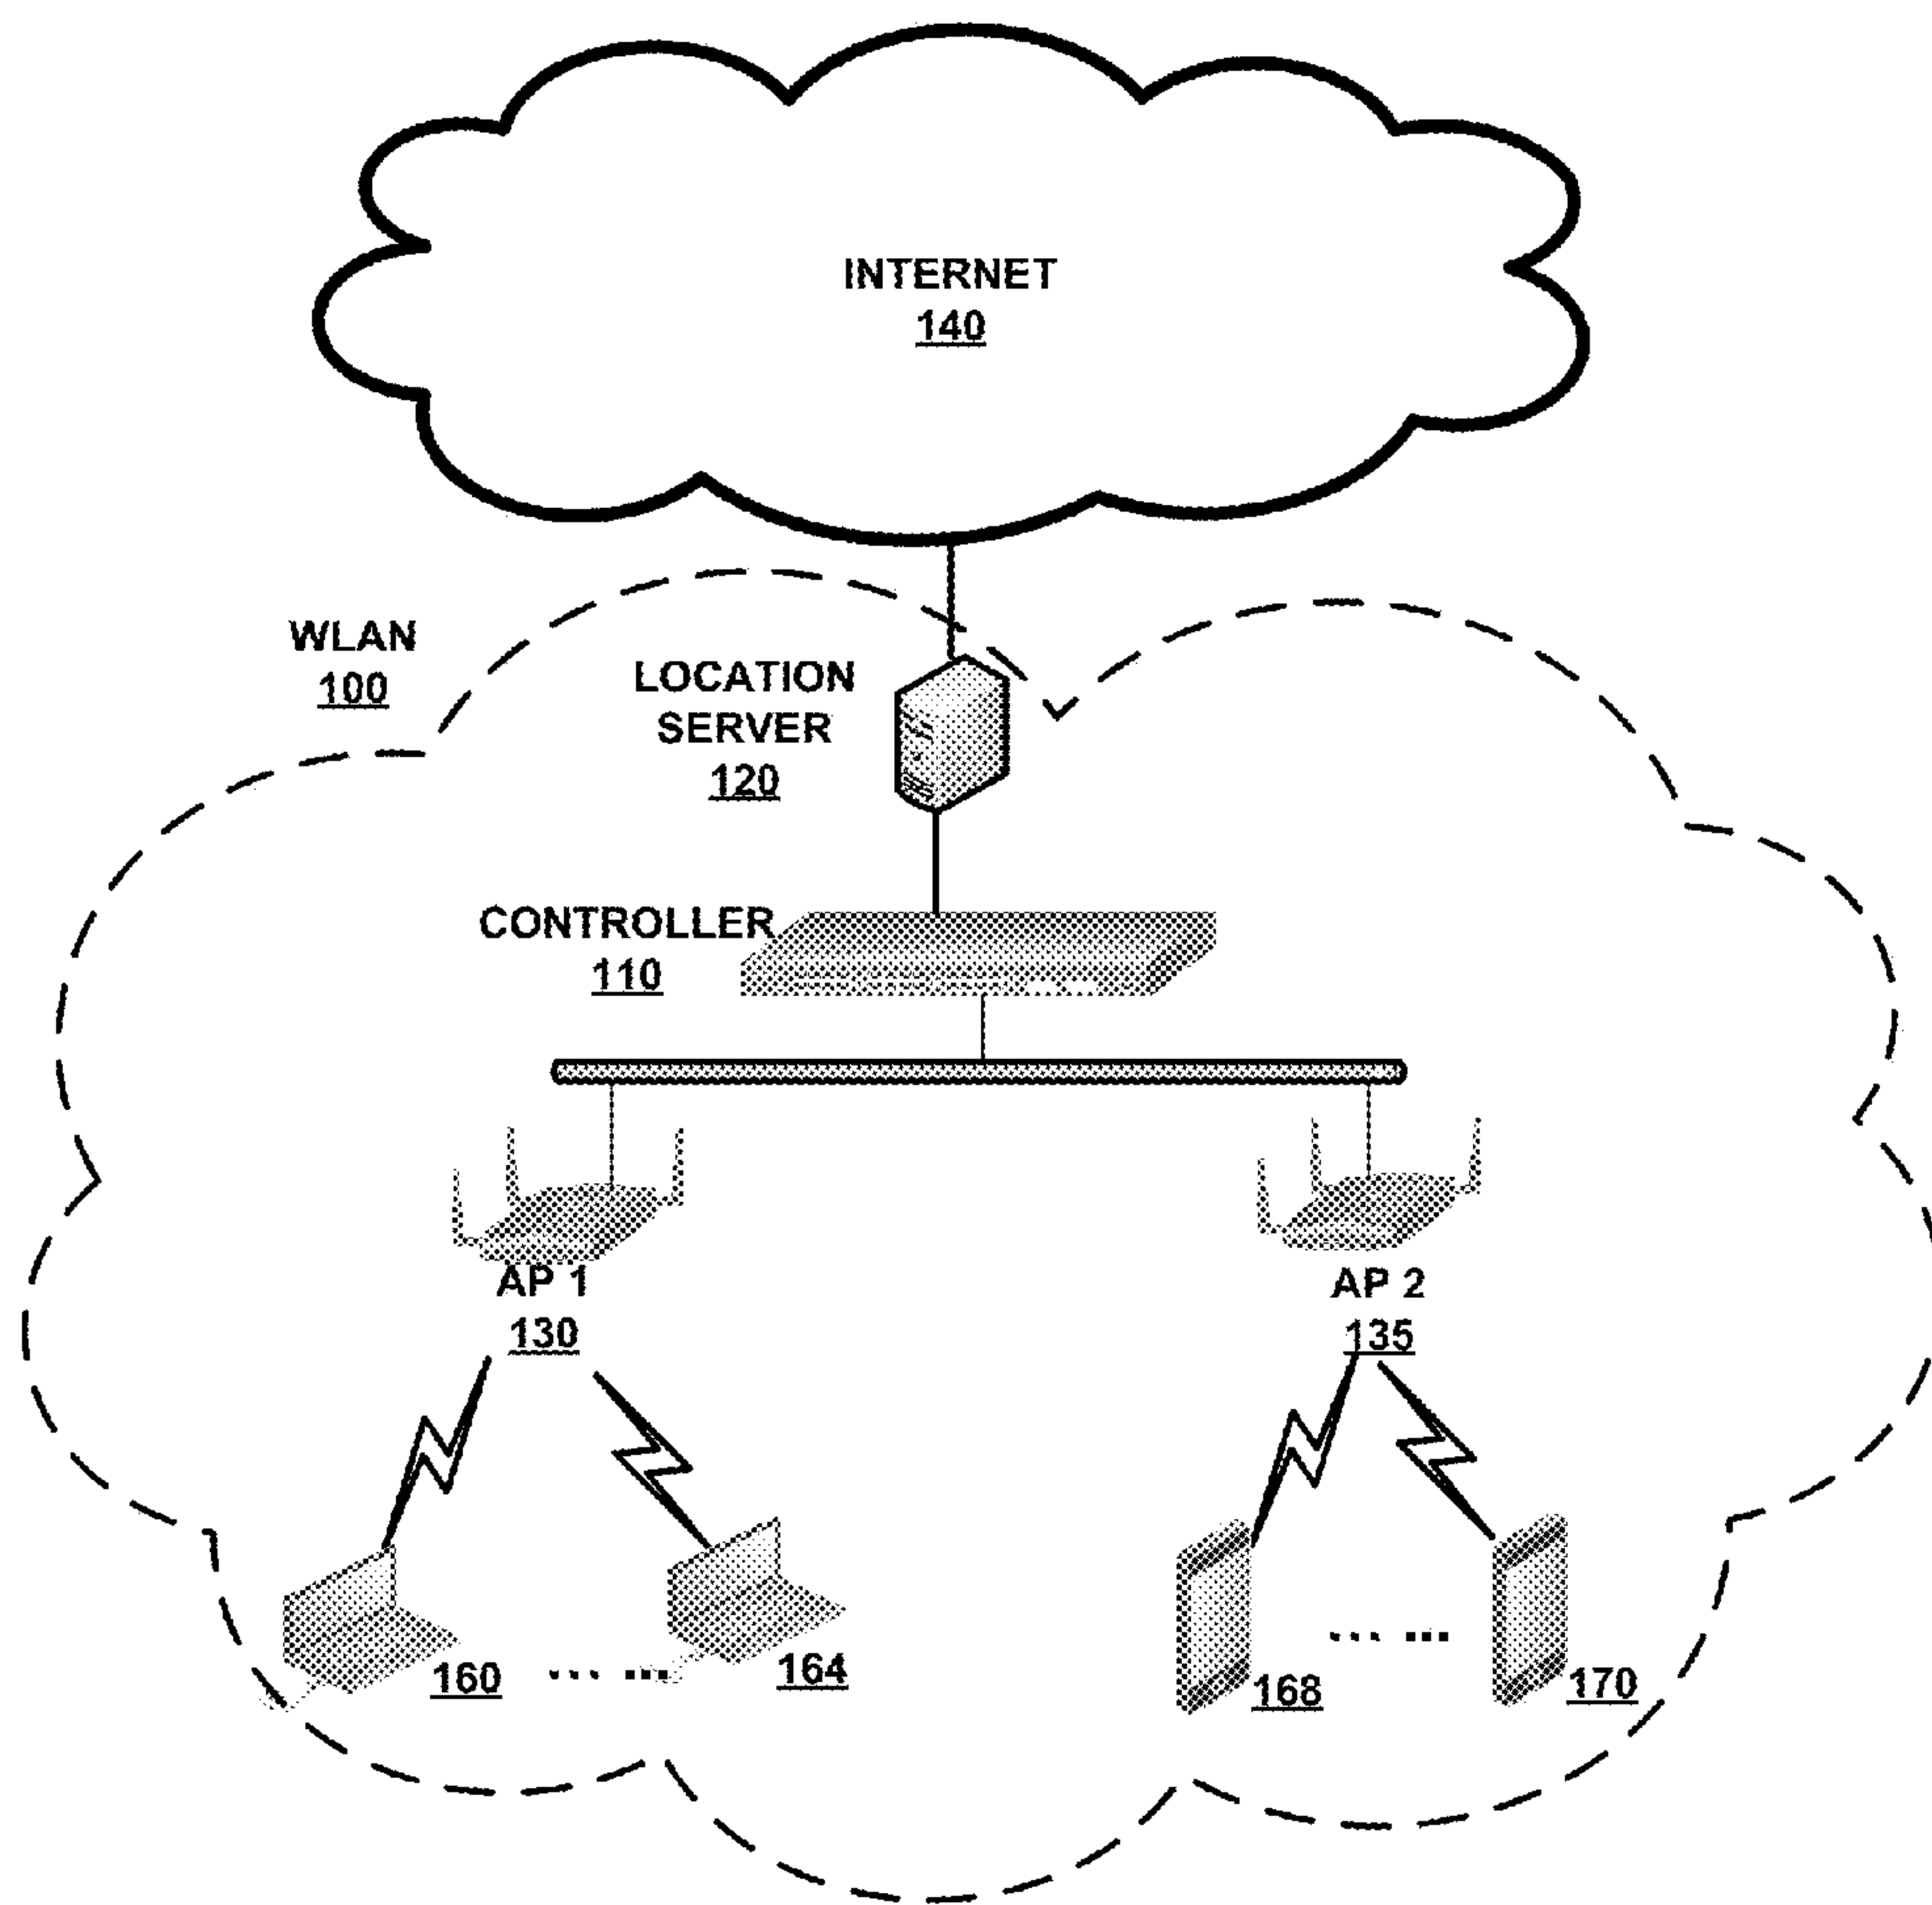 INTERNET
140
WLAN
100
LOCATION
SERVER
120
CONTROLLER
110
AP 1
130
AP 2
135
160
... ...
164
168
... ...
170